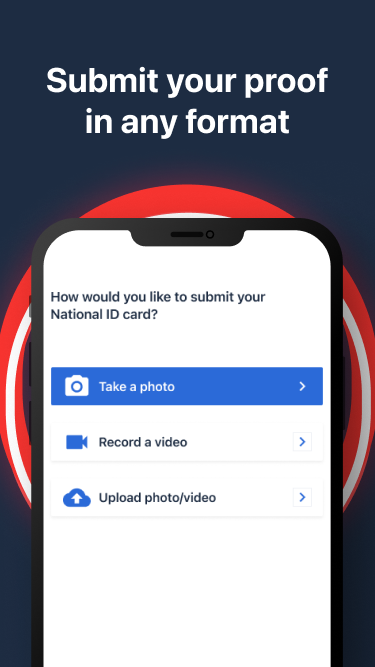 Submit your proof
in any format
How would you like to submit your
National ID card?
Take a photo
Record a video
Upload photo/video